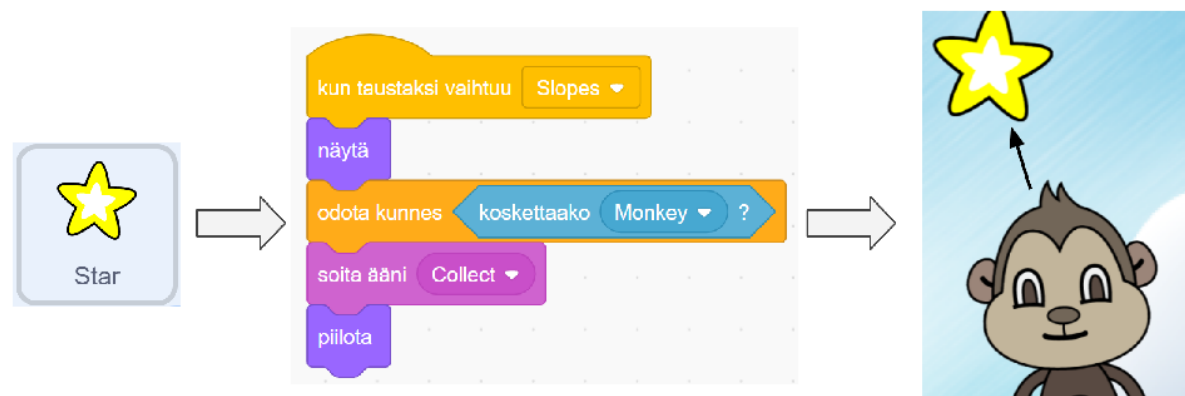 Star
kun taustaksi vaihtuu Slopes
näytä
odota kunnes koskettaako Monkey ?
soita ääni Collect
piilota